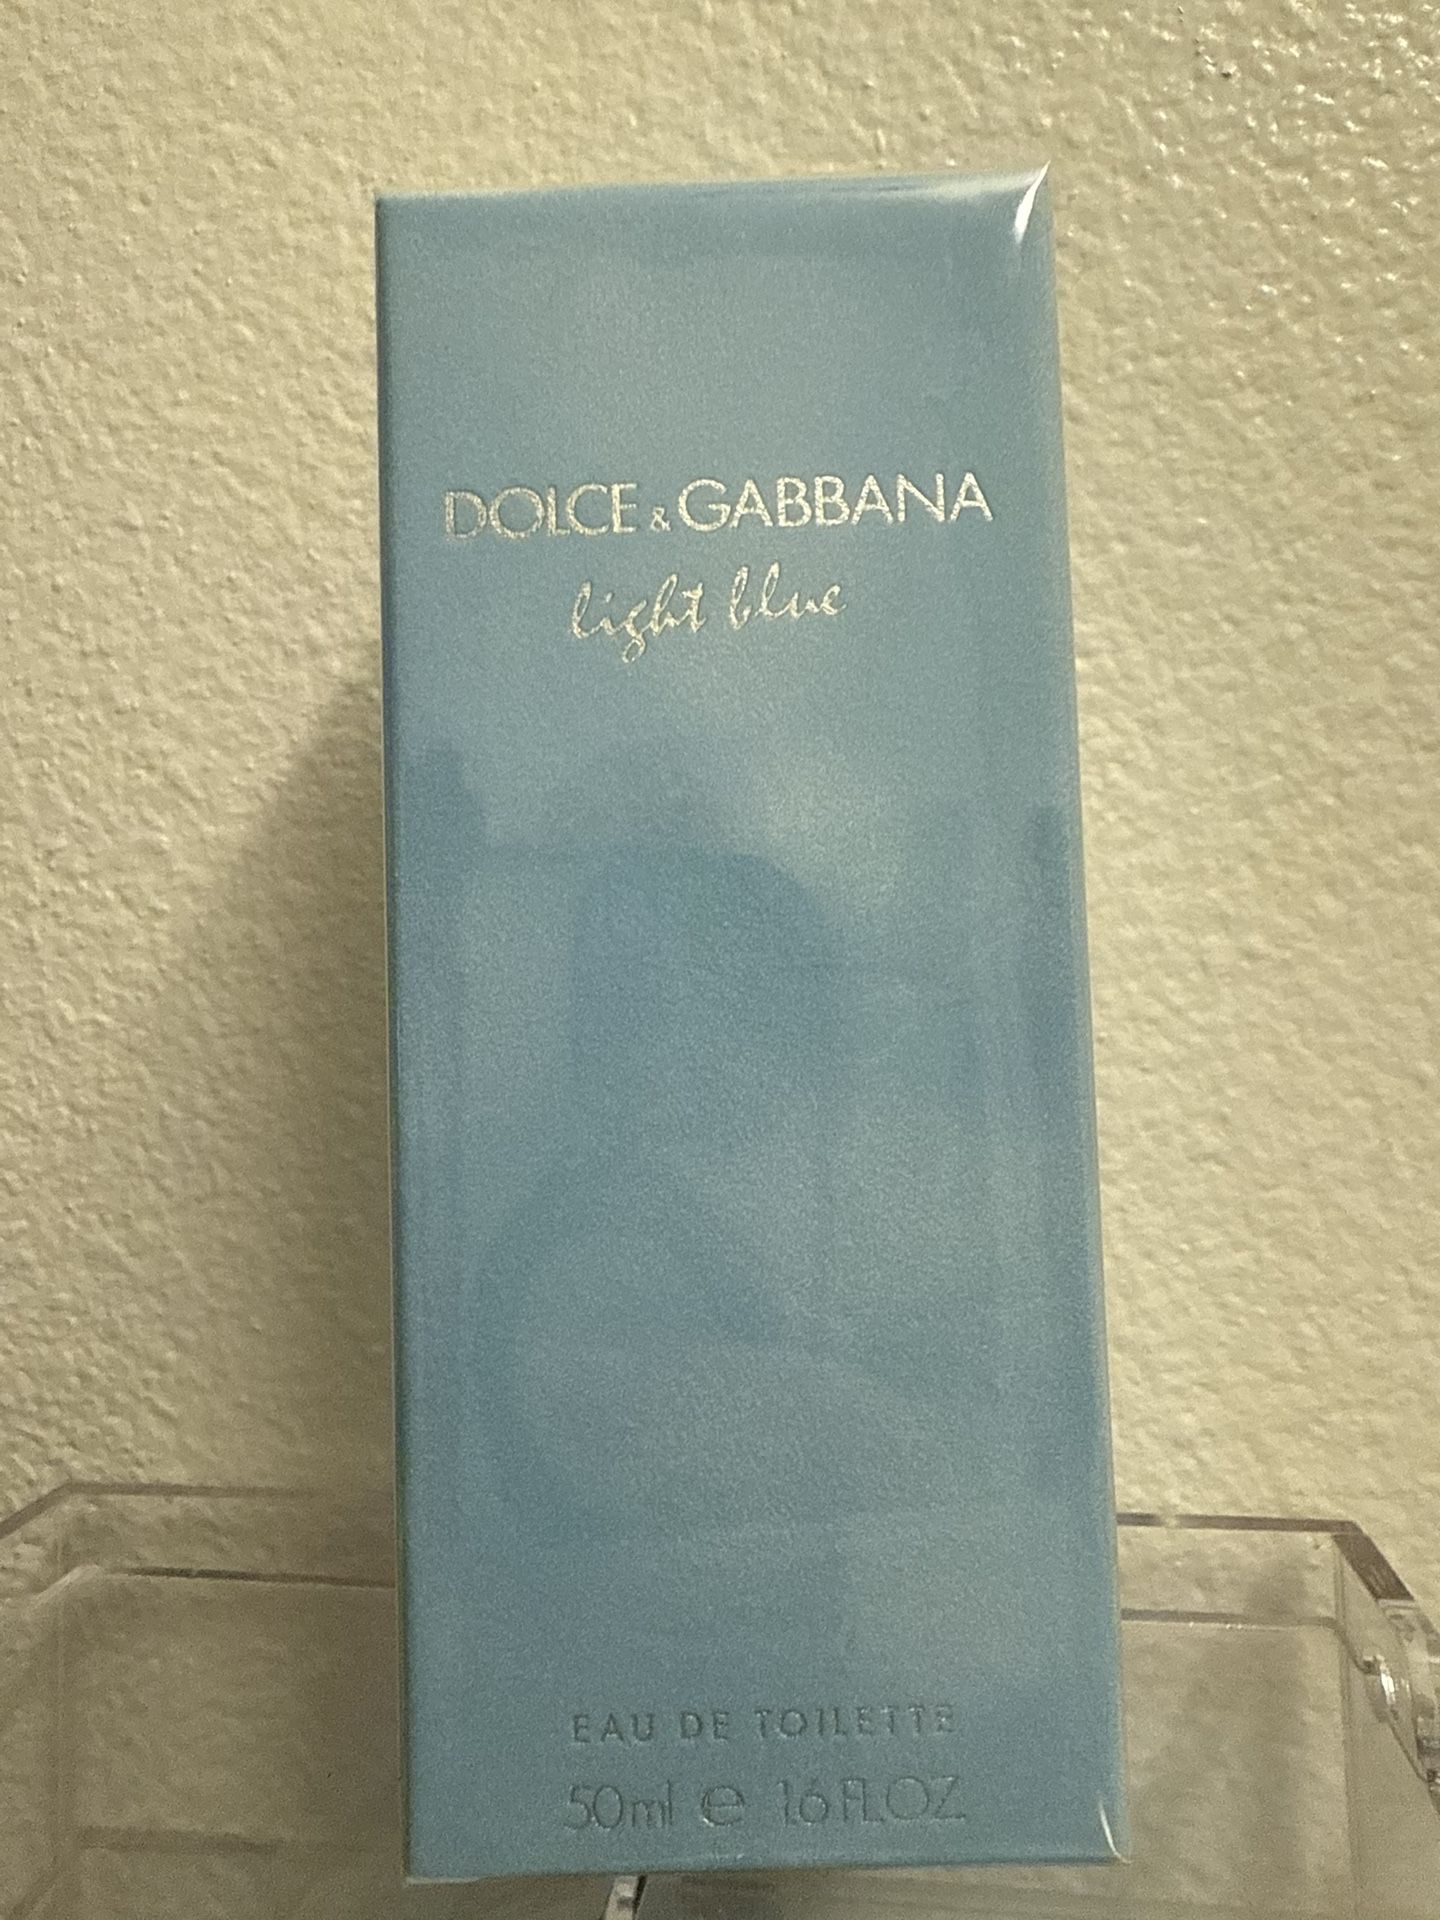 DOLCE & GABBANA
light blue
EAU DE TOILETTE
50ml e 1.6 FL.OZ.